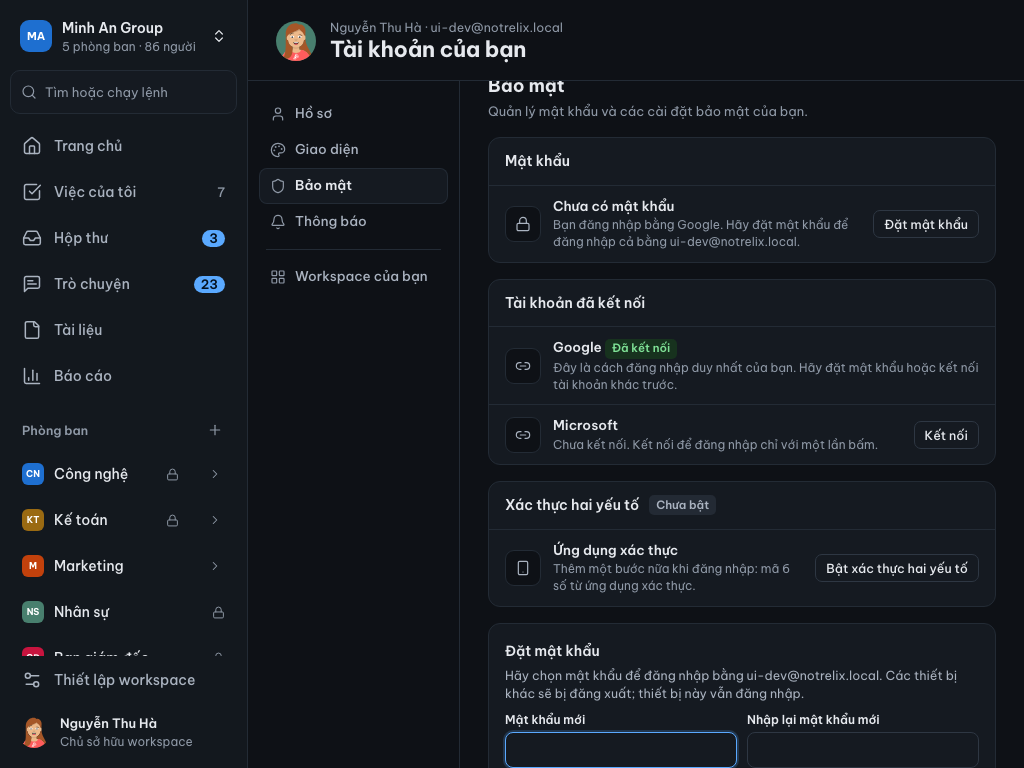 MA
Minh An Group
5 phòng ban · 86 người
Tìm hoặc chạy lệnh
Trang chủ
Việc của tôi 7
Hộp thư 3
Trò chuyện 23
Tài liệu
Báo cáo
Phòng ban
CN Công nghệ
KT Kế toán
M Marketing
NS Nhân sự
Ban giám đốc
Thiết lập workspace
Nguyễn Thu Hà
Chủ sở hữu workspace
Nguyễn Thu Hà · ui-dev@notrelix.local
Tài khoản của bạn
Hồ sơ
Giao diện
Bảo mật
Thông báo
Workspace của bạn
Bảo mật
Quản lý mật khẩu và các cài đặt bảo mật của bạn.
Mật khẩu
Chưa có mật khẩu
Bạn đăng nhập bằng Google. Hãy đặt mật khẩu để
đăng nhập cả bằng ui-dev@notrelix.local.
Đặt mật khẩu
Tài khoản đã kết nối
Google Đã kết nối
Đây là cách đăng nhập duy nhất của bạn. Hãy đặt mật khẩu hoặc kết nối
tài khoản khác trước.
Microsoft
Chưa kết nối. Kết nối để đăng nhập chỉ với một lần bấm.
Kết nối
Xác thực hai yếu tố Chưa bật
Ứng dụng xác thực
Thêm một bước nữa khi đăng nhập: mã 6
số từ ứng dụng xác thực.
Bật xác thực hai yếu tố
Đặt mật khẩu
Hãy chọn mật khẩu để đăng nhập bằng ui-dev@notrelix.local. Các thiết bị
khác sẽ bị đăng xuất; thiết bị này vẫn đăng nhập.
Mật khẩu mới
Nhập lại mật khẩu mới